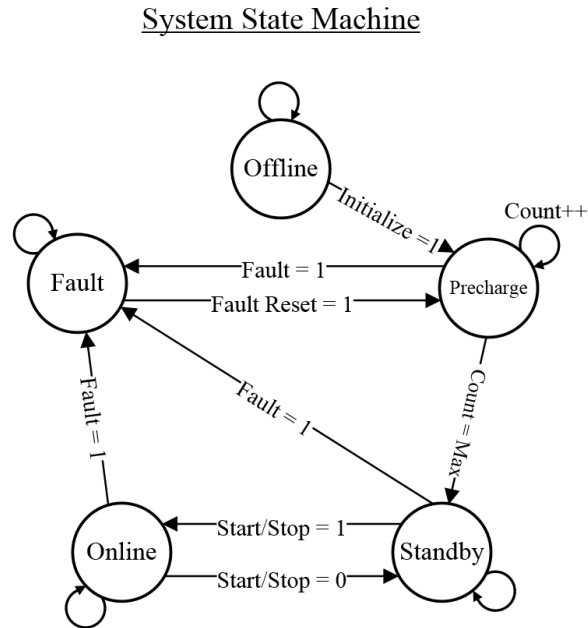 System State Machine
Offline
Initialize =1
Count++
Fault
Fault = 1
Precharge
Fault Reset = 1
Fault = 1
Fault = 1
Count = Max
Online
Start/Stop = 1
Standby
Start/Stop = 0